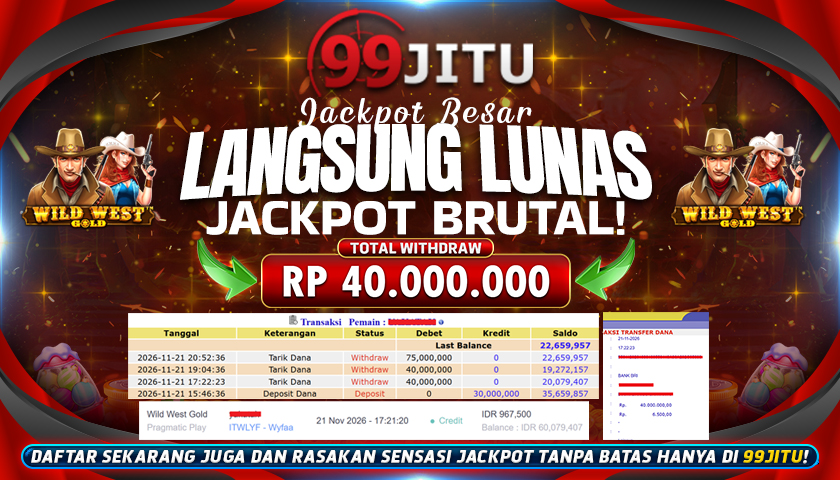 99JITU
Jackpot Besar
LANGSUNG LUNAS
JACKPOT BRUTAL!
WILD WEST
GOLD
WILD WEST
GOLD
TOTAL WITHDRAW
RP 40.000.000
Transaksi Pemain :
Tanggal Keterangan Status Debet Kredit Saldo
Last Balance 22,659,957
2026-11-21 20:52:36 Tarik Dana Withdraw 75,000,000 0 22,659,957
2026-11-21 19:04:36 Tarik Dana Withdraw 40,000,000 0 19,272,157
2026-11-21 17:22:23 Tarik Dana Withdraw 40,000,000 0 20,079,407
2026-11-21 15:46:36 Deposit Dana Deposit 0 30,000,000 35,659,857
AKSI TRANSFER DANA
21-11-2026
17:22:23
BANK BRI
Rp. 40.000.000,00
Rp. 6.500,00
Wild West Gold
Pragmatic Play
ITWLYF - Wyfaa
21 Nov 2026 - 17:21:20
Credit
IDR 967,500
Balance : IDR 60,079,407
DAFTAR SEKARANG JUGA DAN RASAKAN SENSASI JACKPOT TANPA BATAS HANYA DI 99JITU!